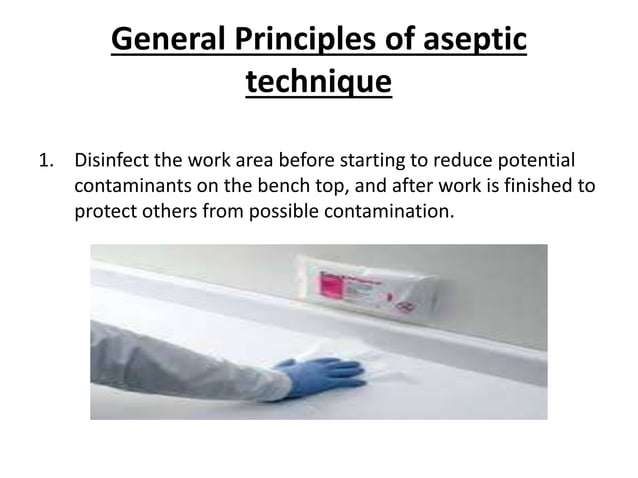 General Principles of aseptic
technique
1. Disinfect the work area before starting to reduce potential
contaminants on the bench top, and after work is finished to
protect others from possible contamination.